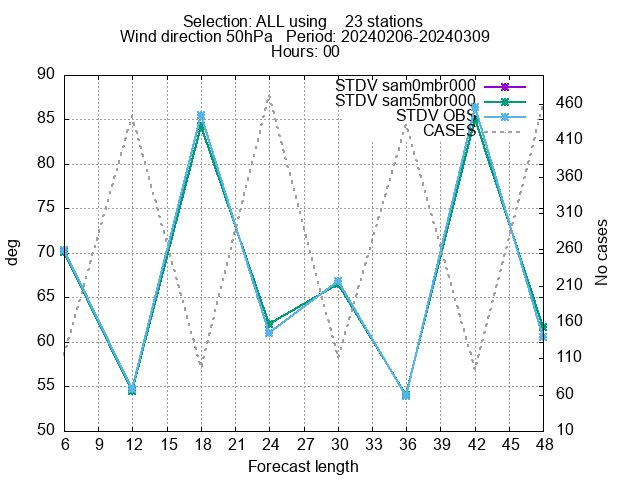 Selection: ALL using    23 stations
Wind direction 50hPa   Period: 20240206-20240309
Hours: 00
STDV sam0mbr000
STDV sam5mbr000
STDV OBS
CASES
deg
90
85
80
75
70
65
60
55
50
460
410
360
310
260
210
160
110
60
10
No cases
6 9 12 15 18 21 24 27 30 33 36 39 42 45 48
Forecast length